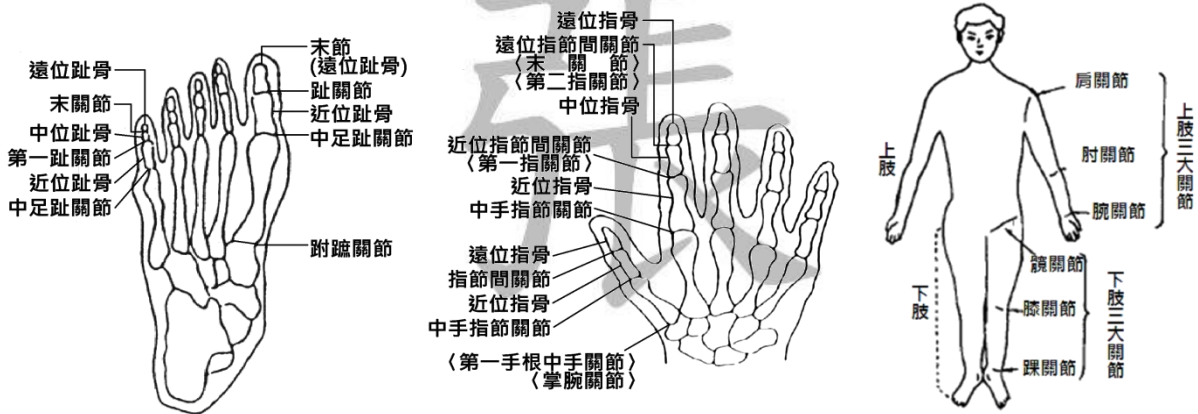 遠位趾骨
末關節
中位趾骨
第一趾關節
近位趾骨
中足趾關節
末節
(遠位趾骨)
趾關節
近位趾骨
中足趾關節
跗蹠關節
遠位指骨
遠位指節間關節
〈末關節〉
〈第二指關節〉
中位指骨
近位指節間關節
〈第一指關節〉
近位指骨
中手指節關節
遠位指骨
指節間關節
近位指骨
中手指節關節
〈第一手根中手關節〉
〈掌腕關節〉
上肢
肩關節
肘關節
腕關節
上肢三大關節
下肢
髖關節
膝關節
踝關節
下肢三大關節